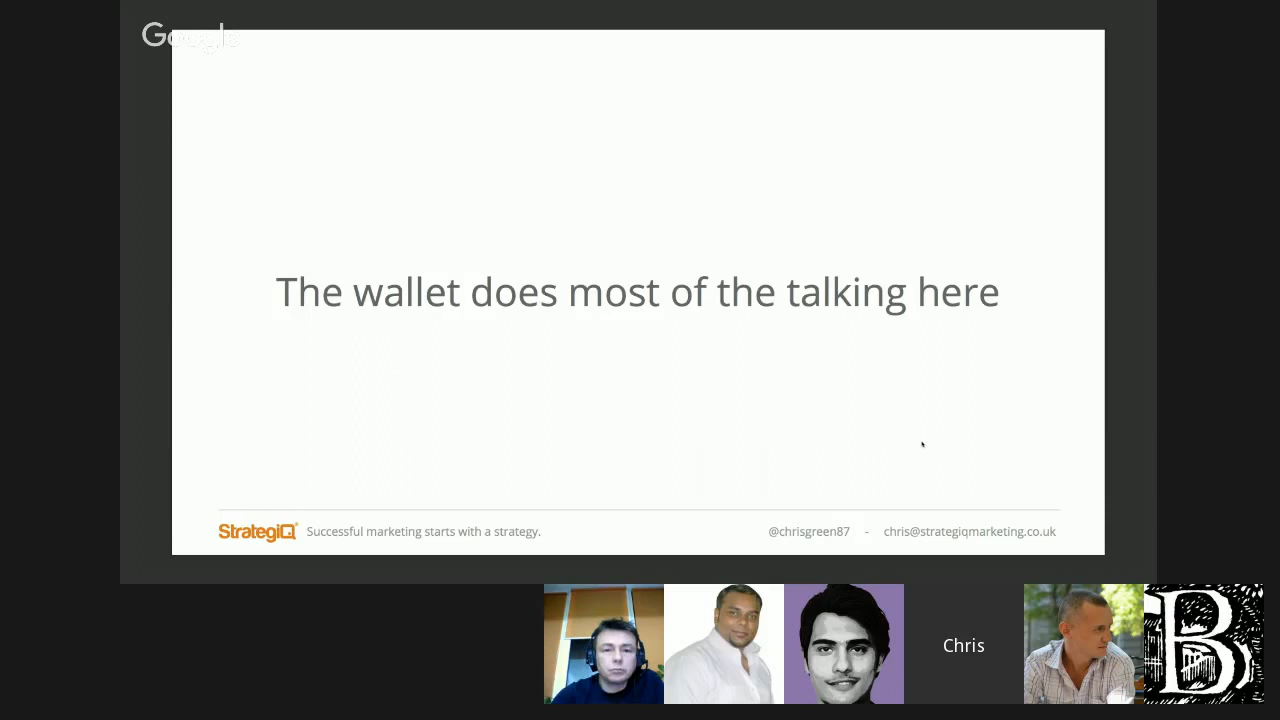 Google
The wallet does most of the talking here
StrategiQ Successful marketing starts with a strategy. @chrisgreen87 - chris@strategiqmarketing.co.uk
Chris
B